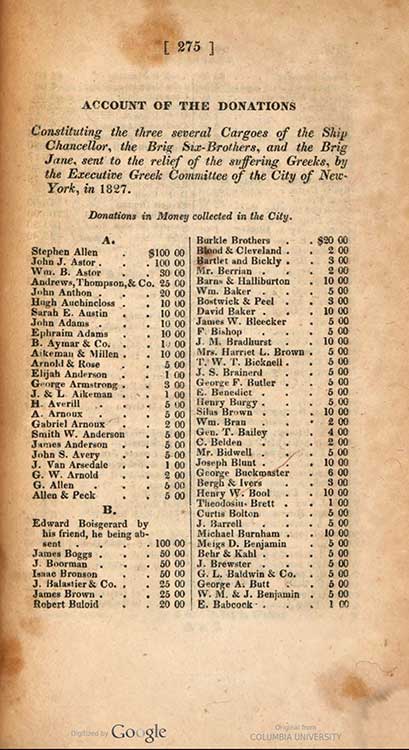 [ 275 ]
ACCOUNT OF THE DONATIONS
Constituting the three several Cargoes of the Ship
Chancellor, the Brig Six-Brothers, and the Brig
Jane, sent to the relief of the suffering Greeks, by
the Executive Greek Committee of the City of New-
York, in 1827.
Donations in Money collected in the City.
A.
Stephen Allen . $100 00
John J. Astor . . 100 00
Wm. B. Astor . . 30 00
Andrews, Thompson, & Co. 25 00
John Anthon . . 20 00
Hugh Auchincloss . 10 00
Sarah E. Austin . 10 00
John Adams . . 10 00
Ephraim Adams . 10 00
B. Aymar & Co. . 10 00
Aikeman & Millen . 10 00
Arnold & Rose . . 5 00
Elijah Anderson . 1 00
George Armstrong . 3 00
J. & L. Aikeman . 1 00
H. Averill . . 5 00
A. Arnoux . . 5 00
Gabriel Arnoux . 2 00
Smith W. Anderson 5 00
James Anderson . 5 00
John S. Avery . 5 00
J. Van Arsedale . 1 00
G. W. Arnold . . 2 00
G. Allen . . 5 00
Allen & Peck . . 5 00
B.
Edward Boisgerard by
his friend, he being ab-
sent . . . 100 00
James Boggs . . 50 00
J. Boorman . . 50 00
Isaac Bronson . 50 00
J. Balastier & Co. . 25 00
James Brown . . 25 00
Robert Buloid . 20 00
Burkle Brothers . . $20 00
Blood & Cleveland . 2 00
Bartlet and Bickly . 3 00
Mr. Berrian . . 2 00
Barns & Halliburton 10 00
Wm. Baker . . 5 00
Bostwick & Peel . 3 00
David Baker . . 10 00
James W. Bleecker . 5 00
F. Bishop . . 5 00
J. M. Bradhurst . 10 00
Mrs. Harriet L. Brown . 5 00
T. W. T. Bicknell . . 5 00
J. S. Brainerd . . 5 00
George F. Butler . . 5 00
E. Benedict . . 5 00
Henry Burgy . . 5 00
Silas Brown . . 10 00
Wm. Bran . . 2 00
Gen. T. Bailey . . 4 00
C. Belden . . 2 00
Mr. Bidwell . . 5 00
Joseph Blunt . . 10 00
George Buckmaster . 6 00
Bergh & Ivers . . 3 00
Henry W. Bool . 10 00
Theodosius Brett . . 1 00
Curtis Bolton . . 5 00
J. Barrell . . 5 00
Michael Burnham . 10 00
Meigs D. Benjamin . 5 00
Behr & Kahl . . 5 00
J. Brewster . . 5 00
G. L. Baldwin & Co. . 5 00
George A. Butt . 5 00
W. M. & J. Benjamin . 5 00
E. Babcock . . 1 00
Digitized by Google
Original from
COLUMBIA UNIVERSITY